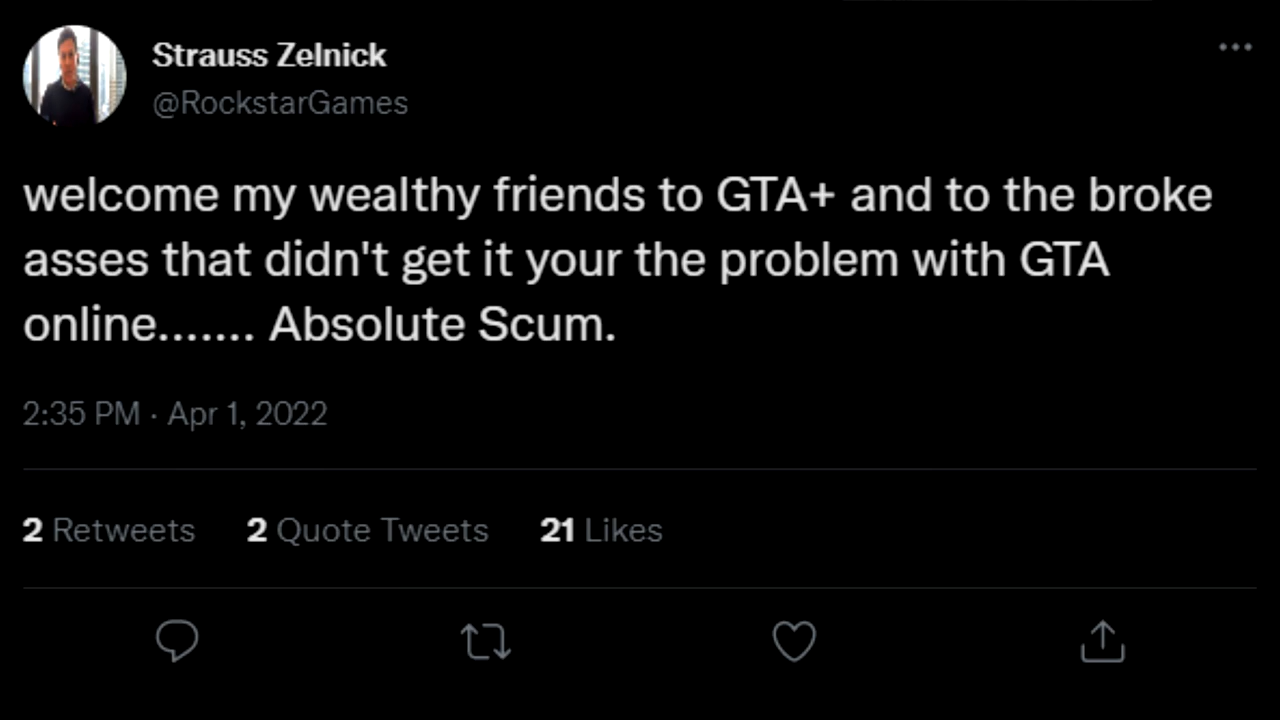 Strauss Zelnick
@RockstarGames
welcome my wealthy friends to GTA+ and to the broke
asses that didn't get it your the problem with GTA
online....... Absolute Scum.
2:35 PM · Apr 1, 2022
2 Retweets 2 Quote Tweets 21 Likes